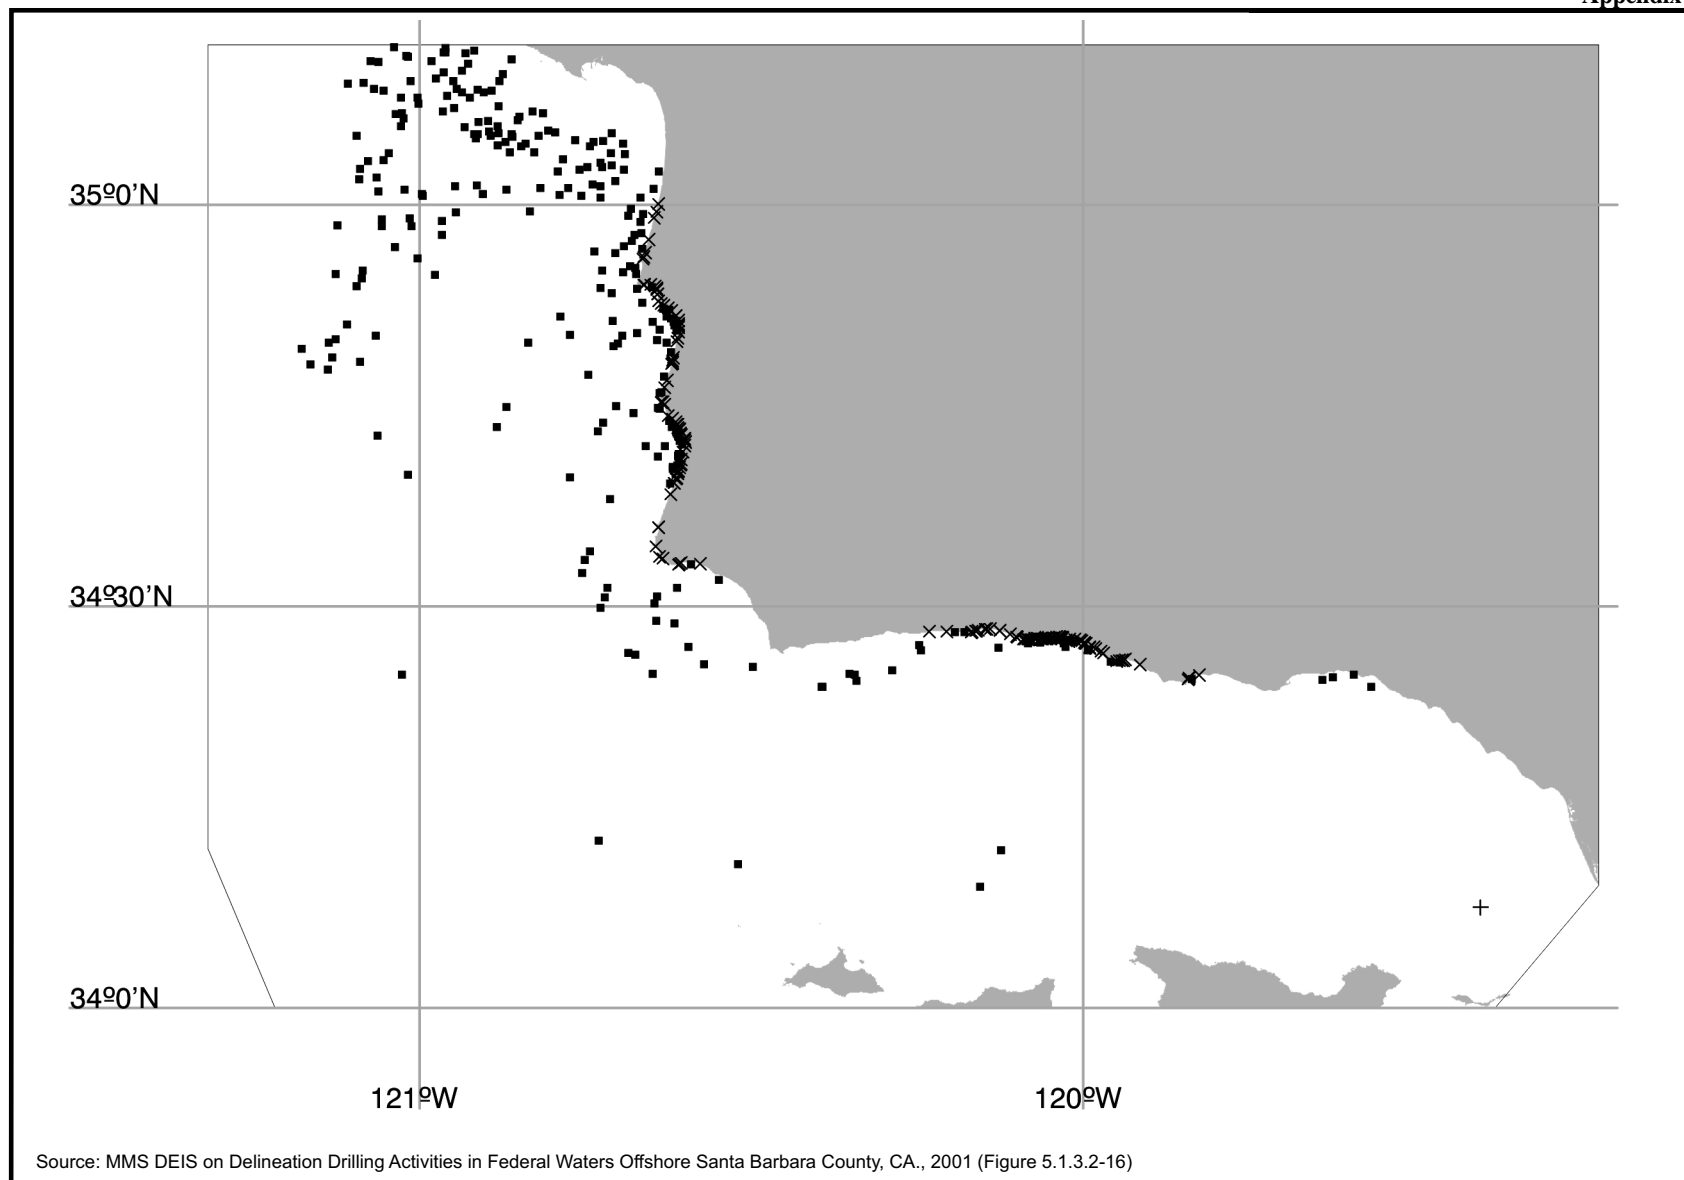 Appendix
35º0’N
34º30’N
34º0’N
121ºW
120ºW
Source: MMS DEIS on Delineation Drilling Activities in Federal Waters Offshore Santa Barbara County, CA., 2001 (Figure 5.1.3.2-16)